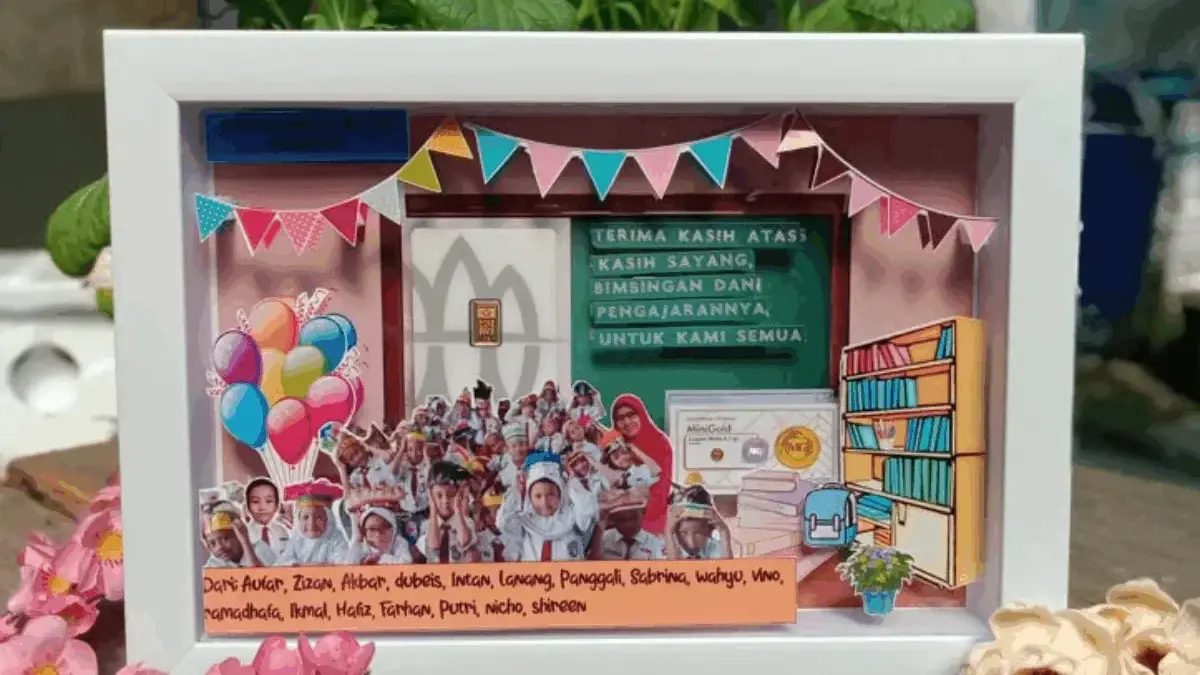 TERIMA KASIH ATAS
KASIH SAYANG,
BIMBINGAN DAN
PENGAJARANNYA,
UNTUK KAMI SEMUA
MiniGold
Dari: Aufar, Zizan, Akbar, dubeis, Intan, Lanang, Panggali, Sabrina, wahyu, vino,
ramadhafa, Ikmal, Hafiz, Farhan, Putri, nicho, shireen